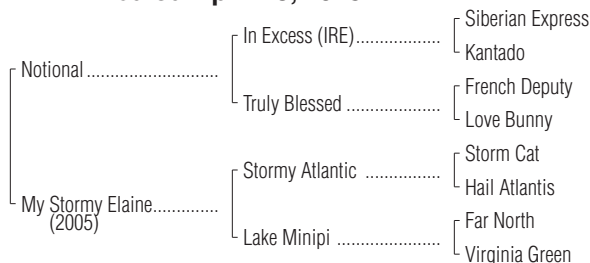 Siberian Express
In Excess (IRE)....................
Kantado
Notional ..............................
French Deputy
Truly Blessed ......................
Love Bunny
Storm Cat
Stormy Atlantic ..................
Hail Atlantis
My Stormy Elaine...............
(2005)
Far North
Lake Minipi ........................
Virginia Green